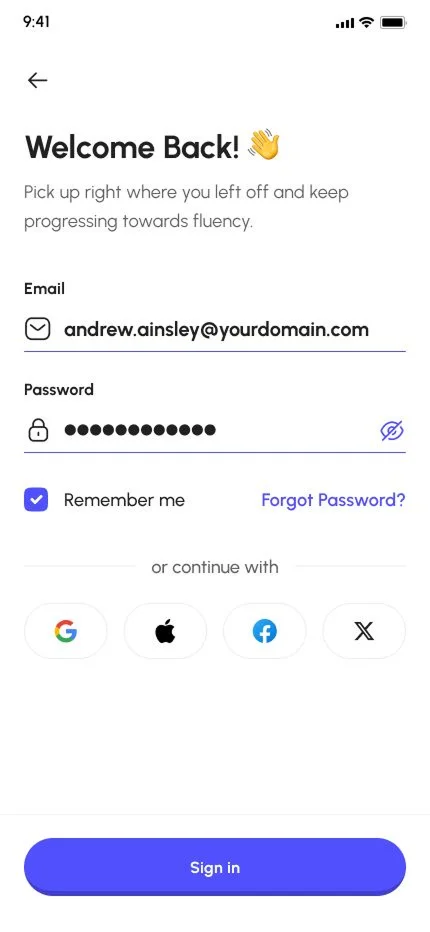 9:41
Welcome Back! 👋
Pick up right where you left off and keep
progressing towards fluency.
Email
andrew.ainsley@yourdomain.com
Password
●●●●●●●●●●●●
Remember me
Forgot Password?
or continue with
Sign in